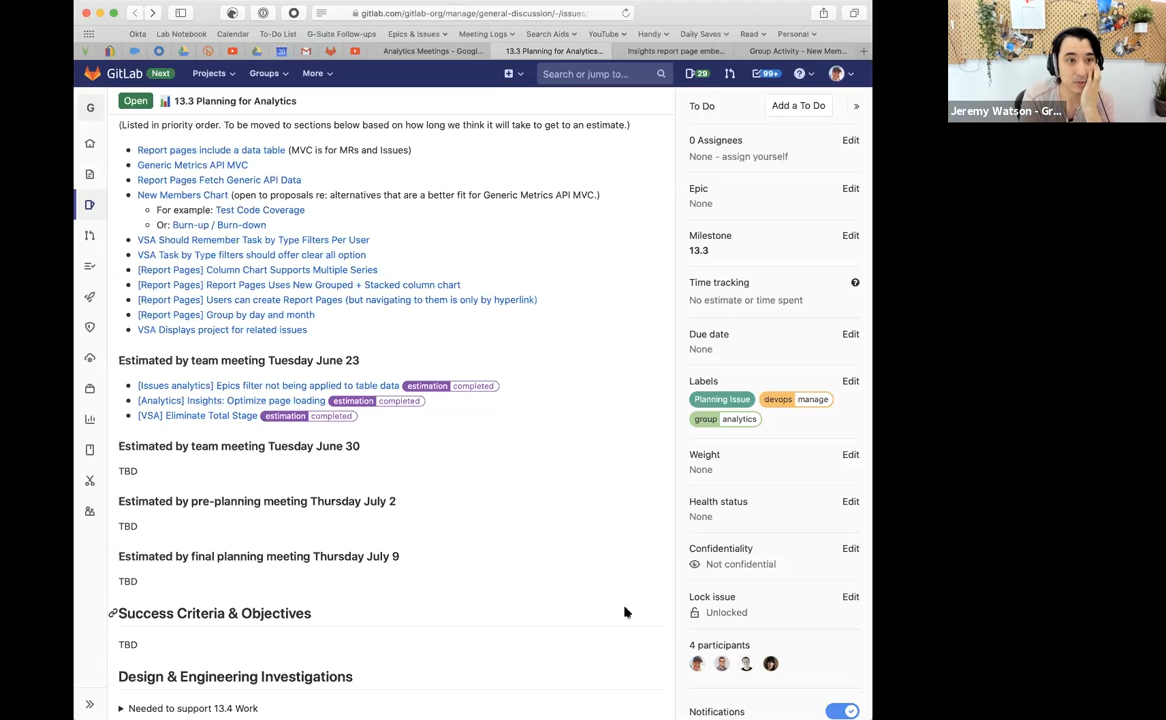 gitlab.com/gitlab-org/manage/general-discussion/-/issues/
Okta Lab Notebook Calendar To-Do List G-Suite Follow-ups Epics & Issues Meeting Logs Ash Search YouTube Handy Daily Saves Read Personal
Analytics Meetings - Googl... 13.3 Planning for Analytics... Insights report page embe... Group Activity - New Mem...
GitLab Next Projects Groups More Search or jump to... 29 99+
G Open 13.3 Planning for Analytics
(Listed in priority order. To be moved to sections below based on how long we think it will take to get to an estimate.)
Report pages include a data table (MVC is for MRs and Issues)
Generic Metrics API MVC
Report Pages Fetch Generic API Data
New Members Chart (open to proposals re: alternatives that are a better fit for Generic Metrics API MVC.)
For example: Test Code Coverage
Or: Burn-up / Burn-down
VSA Should Remember Task by Type Filters Per User
VSA Task by Type filters should offer clear all option
[Report Pages] Column Chart Supports Multiple Series
[Report Pages] Report Pages Uses New Grouped + Stacked column chart
[Report Pages] Users can create Report Pages (but navigating to them is only by hyperlink)
[Report Pages] Group by day and month
VSA Displays project for related issues
Estimated by team meeting Tuesday June 23
[Issues analytics] Epics filter not being applied to table data estimation completed
[Analytics] Insights: Optimize page loading estimation completed
[VSA] Eliminate Total Stage estimation completed
Estimated by team meeting Tuesday June 30
TBD
Estimated by pre-planning meeting Thursday July 2
TBD
Estimated by final planning meeting Thursday July 9
TBD
Success Criteria & Objectives
TBD
Design & Engineering Investigations
Needed to support 13.4 Work
To Do Add a To Do
0 Assignees Edit
None - assign yourself
Epic Edit
None
Milestone Edit
13.3
Time tracking
No estimate or time spent
Due date Edit
None
Labels Edit
Planning Issue devops manage
group analytics
Weight Edit
None
Health status Edit
None
Confidentiality Edit
Not confidential
Lock issue Edit
Unlocked
4 participants
Notifications
Jeremy Watson - Gr...